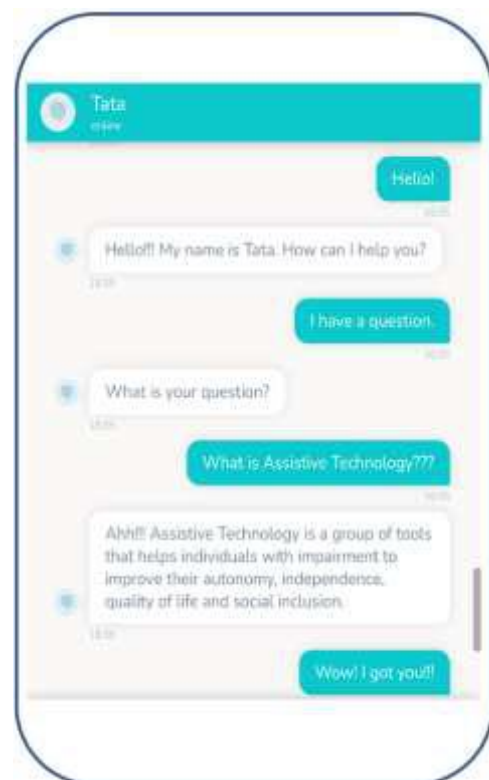 Tata
online
Hello!
Hello!!! My name is Tata. How can I help you?
I have a question.
What is your question?
What is Assistive Technology???
Ahh!!! Assistive Technology is a group of tools
that helps individuals with impairment to
improve their autonomy, independence,
quality of life and social inclusion.
Wow! I got you!!!